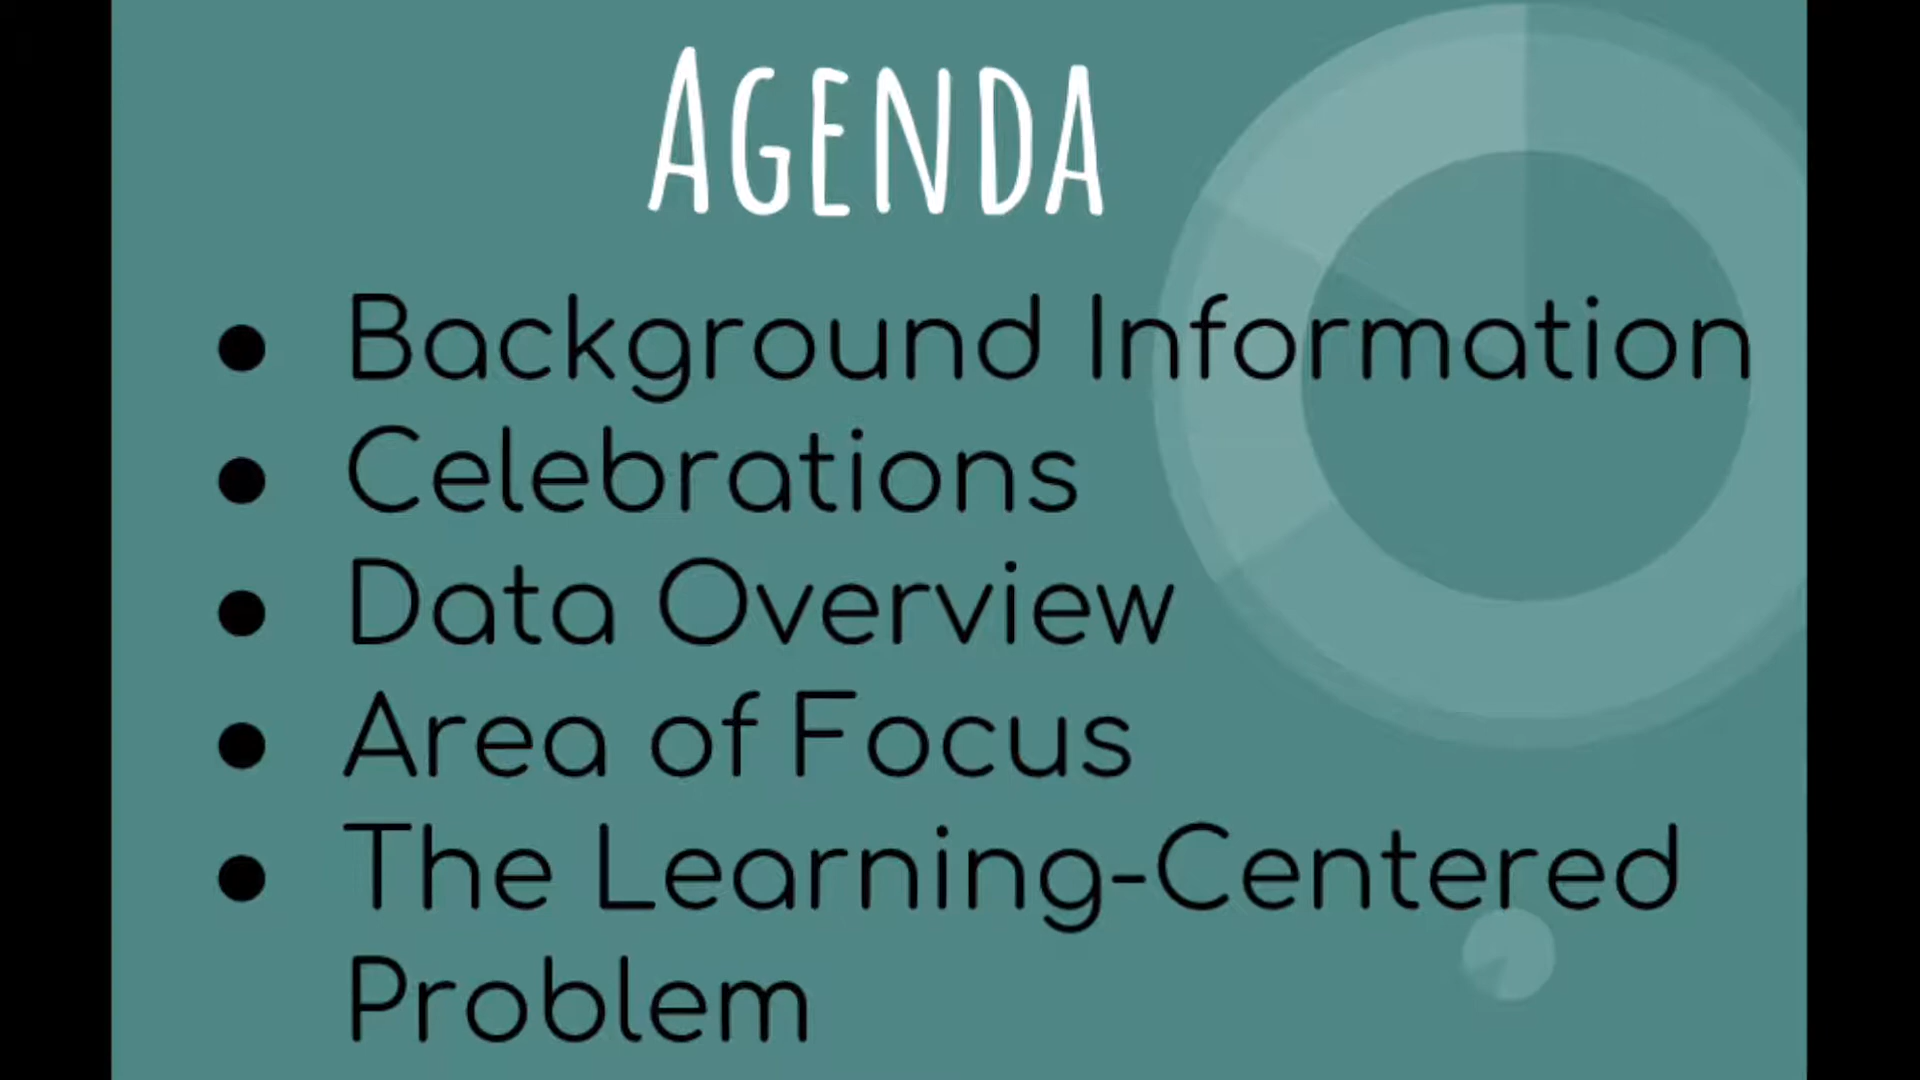 AGENDA
● Background Information
● Celebrations
● Data Overview
● Area of Focus
● The Learning-Centered
Problem